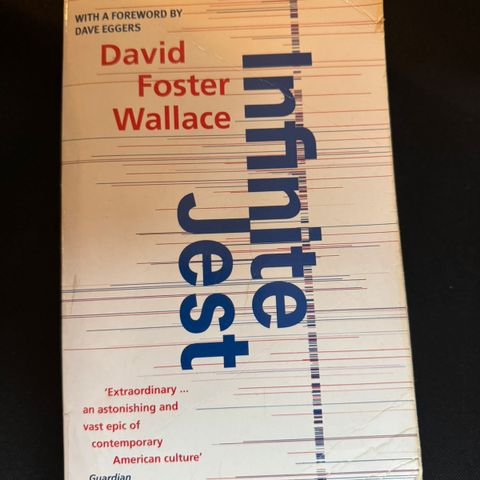 WITH A FOREWORD BY
DAVE EGGERS
David
Foster
Wallace
Infinite
Jest
'Extraordinary ...
an astonishing and
vast epic of
contemporary
American culture'
Guardian